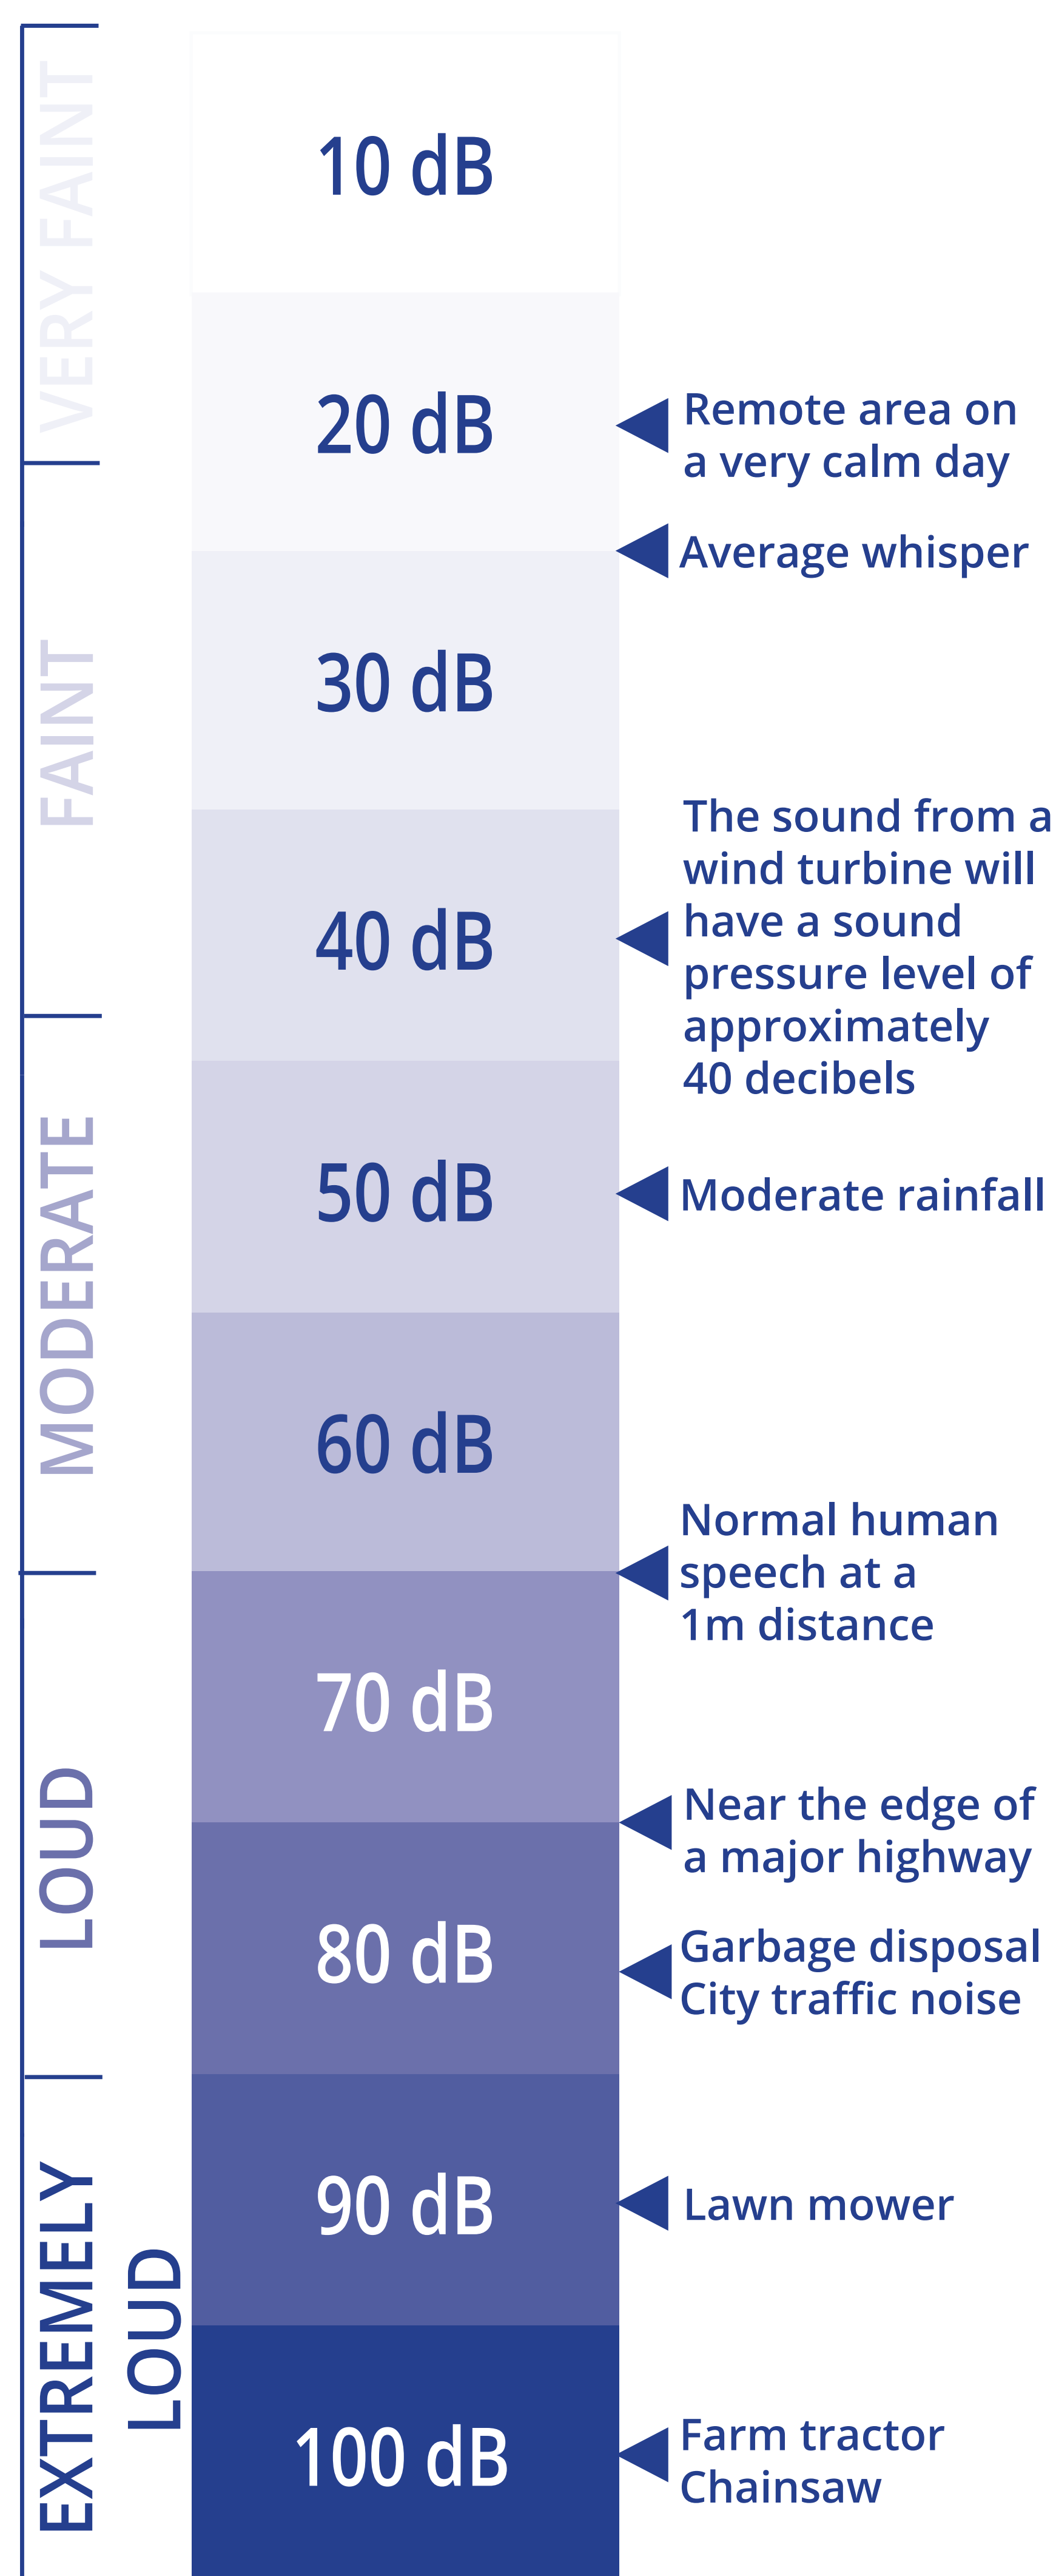 VERY FAINT
10 dB
20 dB
Remote area on
a very calm day
Average whisper
FAINT
30 dB
40 dB
The sound from a
wind turbine will
have a sound
pressure level of
approximately
40 decibels
MODERATE
50 dB
Moderate rainfall
60 dB
Normal human
speech at a
1m distance
LOUD
70 dB
Near the edge of
a major highway
80 dB
Garbage disposal
City traffic noise
EXTREMELY
LOUD
90 dB
Lawn mower
100 dB
Farm tractor
Chainsaw